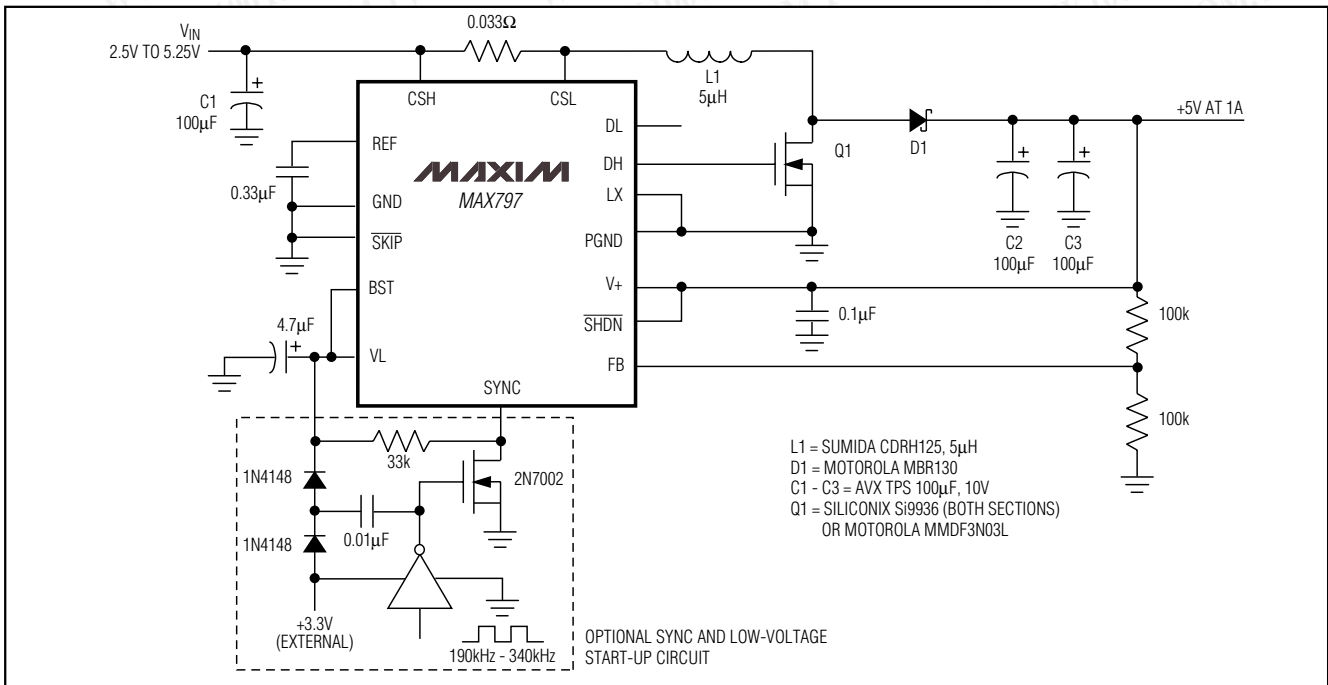 VIN
2.5V TO 5.25V
0.033Ω
C1
100µF
+
CSH
CSL
L1
5µH
+5V AT 1A
REF
DL
Q1
D1
0.33µF
MAXIM
MAX797
DH
+
+
GND
LX
C2
100µF
C3
100µF
SKIP
PGND
BST
V+
0.1µF
100k
4.7µF
+
SHDN
VL
FB
SYNC
100k
33k
1N4148
2N7002
L1 = SUMIDA CDRH125, 5µH
D1 = MOTOROLA MBR130
C1 - C3 = AVX TPS 100µF, 10V
Q1 = SILICONIX Si9936 (BOTH SECTIONS)
OR MOTOROLA MMDF3N03L
1N4148
0.01µF
+3.3V
(EXTERNAL)
190kHz - 340kHz
OPTIONAL SYNC AND LOW-VOLTAGE
START-UP CIRCUIT